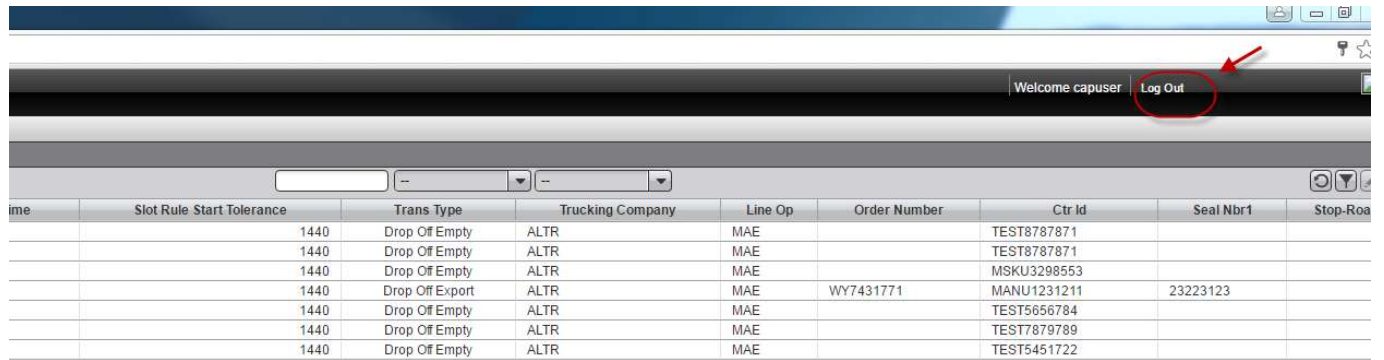 Welcome capuser Log Out
-- --
ime Slot Rule Start Tolerance Trans Type Trucking Company Line Op Order Number Ctr Id Seal Nbr1 Stop-Roa
1440 Drop Off Empty ALTR MAE TEST8787871
1440 Drop Off Empty ALTR MAE TEST8787871
1440 Drop Off Empty ALTR MAE MSKU3298553
1440 Drop Off Export ALTR MAE WY7431771 MANU1231211 23223123
1440 Drop Off Empty ALTR MAE TEST5656784
1440 Drop Off Empty ALTR MAE TEST7879789
1440 Drop Off Empty ALTR MAE TEST5451722